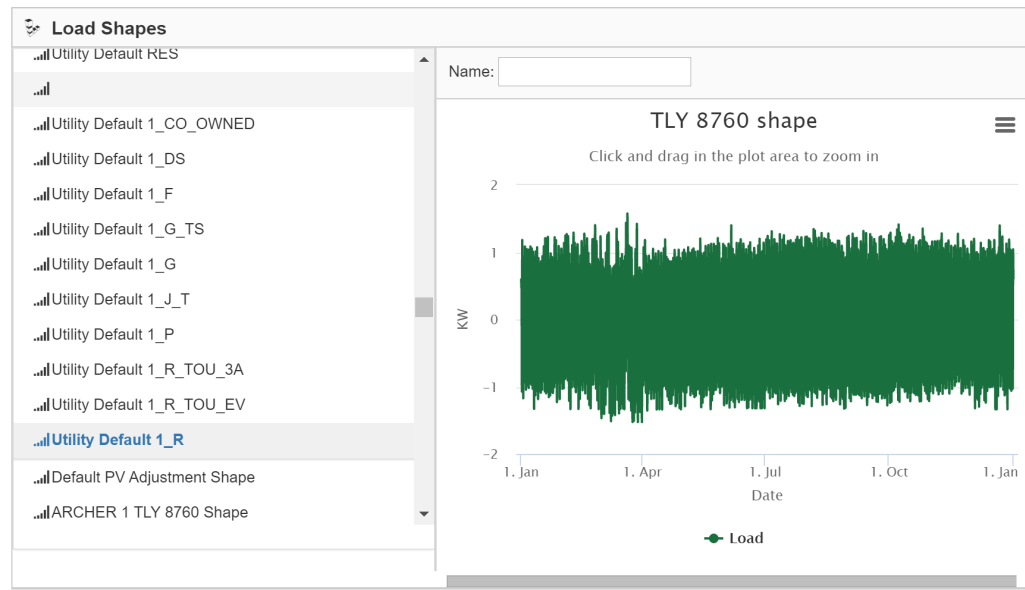 Load Shapes
Utility Default RES
Utility Default 1_CO_OWNED
Utility Default 1_DS
Utility Default 1_F
Utility Default 1_G_TS
Utility Default 1_G
Utility Default 1_J_T
Utility Default 1_P
Utility Default 1_R_TOU_3A
Utility Default 1_R_TOU_EV
Utility Default 1_R
Default PV Adjustment Shape
ARCHER 1 TLY 8760 Shape
Name:
TLY 8760 shape
Click and drag in the plot area to zoom in
KW
2
1
0
-1
-2
1. Jan
1. Apr
1. Jul
1. Oct
1. Jan
Date
Load